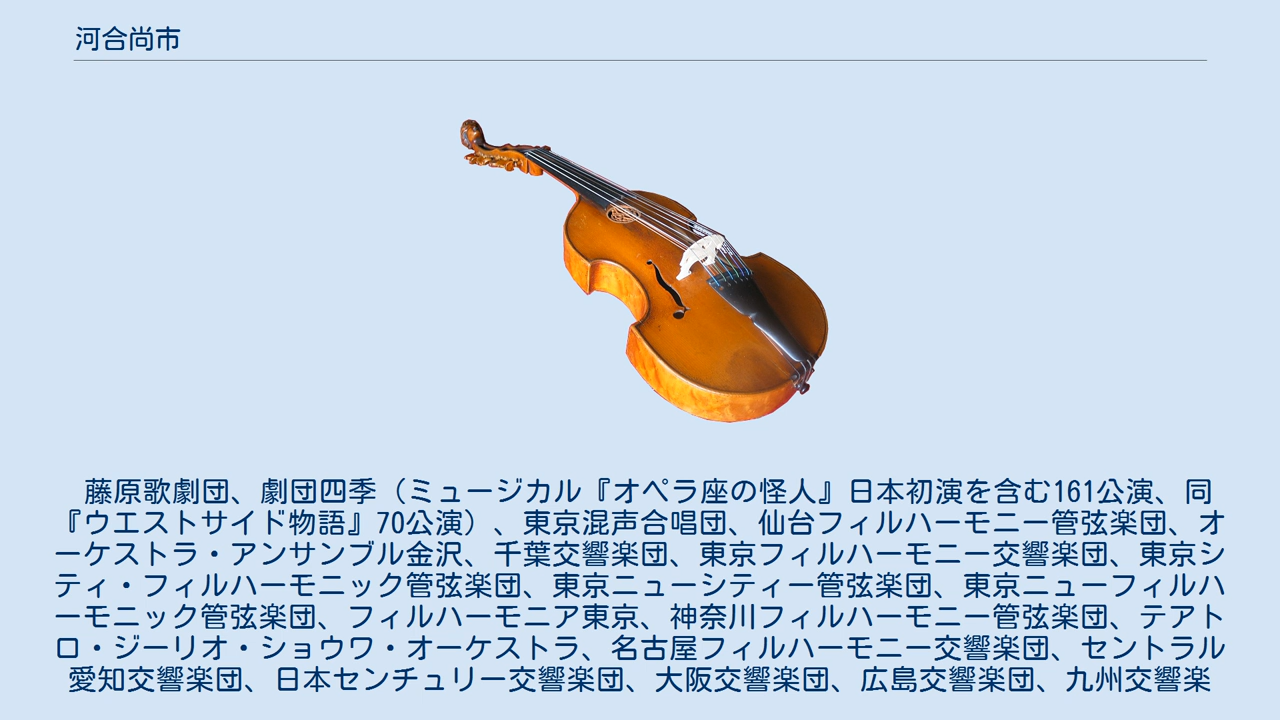 河合尚市
藤原歌劇団、劇団四季（ミュージカル『オペラ座の怪人』日本初演を含む161公演、同
『ウエストサイド物語』70公演）、東京混声合唱団、仙台フィルハーモニー管弦楽団、オ
ーケストラ・アンサンブル金沢、千葉交響楽団、東京フィルハーモニー交響楽団、東京シ
ティ・フィルハーモニック管弦楽団、東京ニューシティー管弦楽団、東京ニューフィルハ
ーモニック管弦楽団、フィルハーモニア東京、神奈川フィルハーモニー管弦楽団、テアト
ロ・ジーリオ・ショウワ・オーケストラ、名古屋フィルハーモニー交響楽団、セントラル
愛知交響楽団、日本センチュリー交響楽団、大阪交響楽団、広島交響楽団、九州交響楽